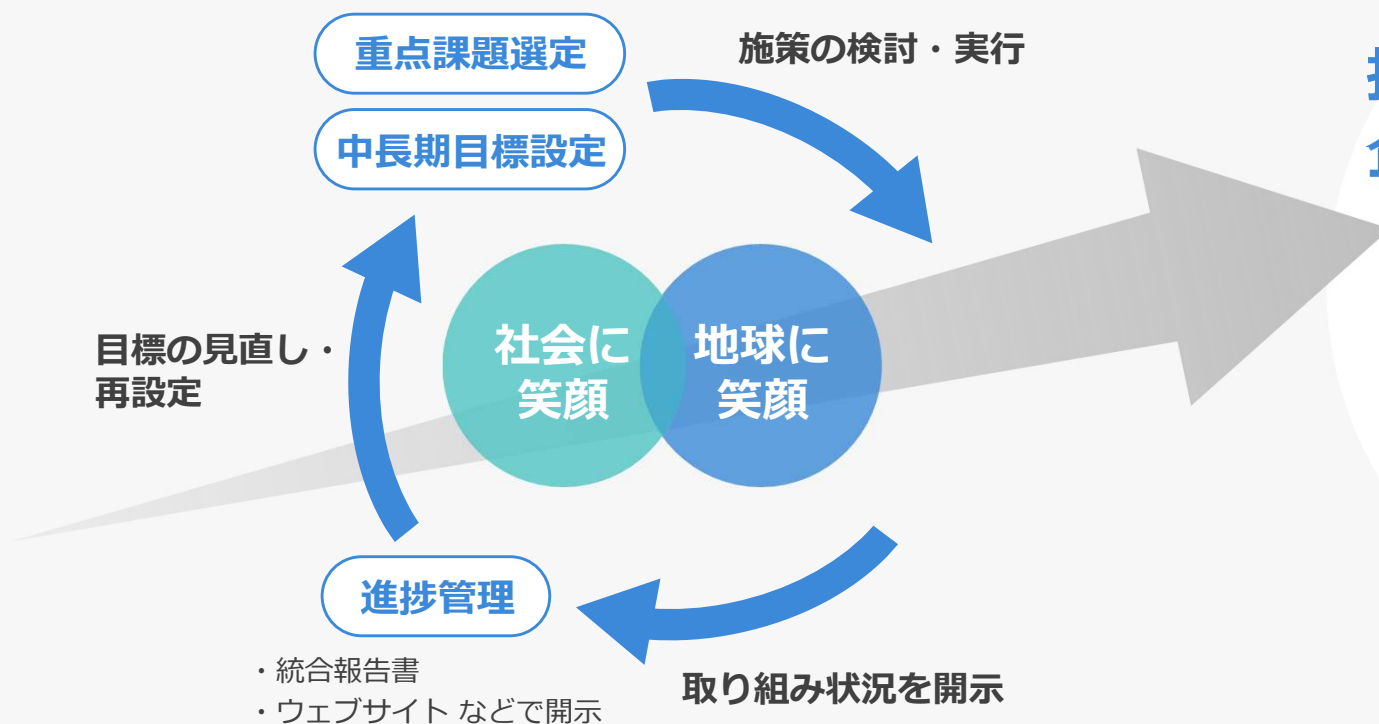 重点課題選定
施策の検討・実行
中長期目標設定
社会に
笑顔
地球に
笑顔
目標の見直し・
再設定
進捗管理
・統合報告書
・ウェブサイト などで開示
取り組み状況を開示